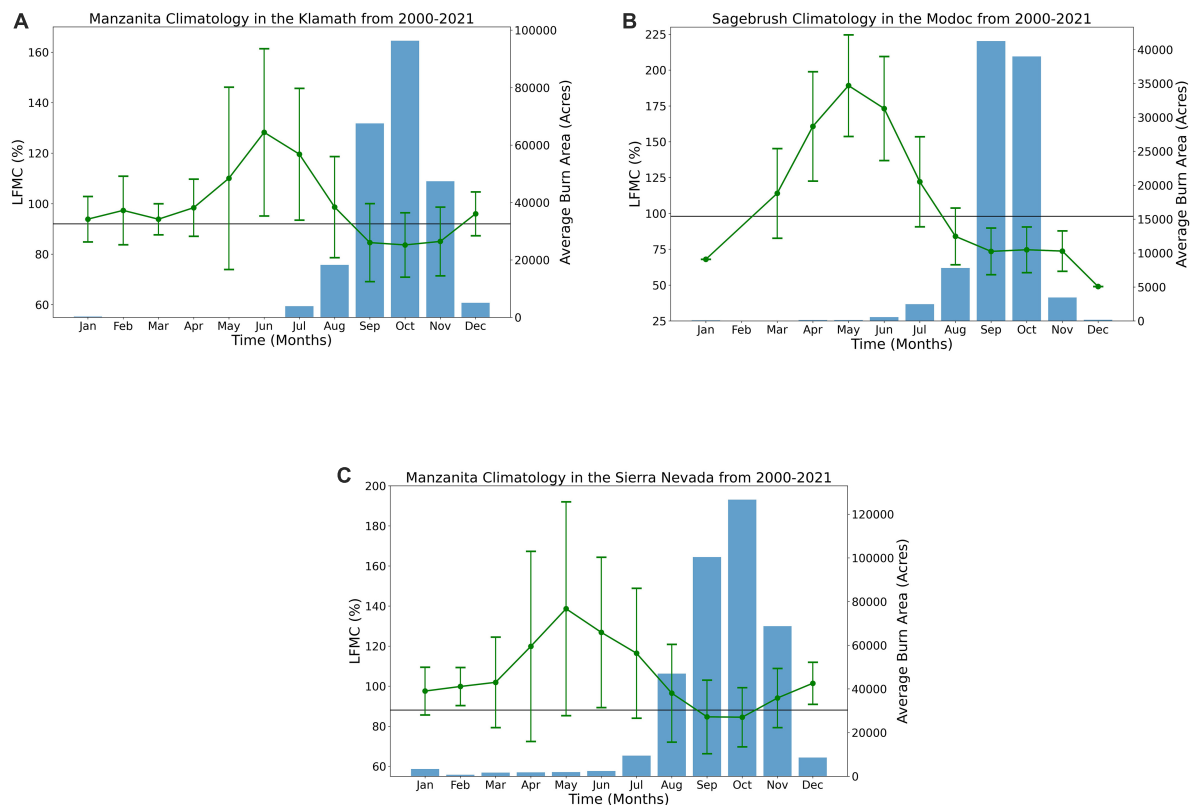 A
Manzanita Climatology in the Klamath from 2000-2021
LFMC (%)
160
140
120
100
80
60
100000
80000
60000
40000
20000
0
Average Burn Area (Acres)
Jan Feb Mar Apr May Jun Jul Aug Sep Oct Nov Dec
Time (Months)
B
Sagebrush Climatology in the Modoc from 2000-2021
LFMC (%)
225
200
175
150
125
100
75
50
25
40000
35000
30000
25000
20000
15000
10000
5000
0
Average Burn Area (Acres)
Jan Feb Mar Apr May Jun Jul Aug Sep Oct Nov Dec
Time (Months)
C
Manzanita Climatology in the Sierra Nevada from 2000-2021
LFMC (%)
200
180
160
140
120
100
80
60
120000
100000
80000
60000
40000
20000
0
Average Burn Area (Acres)
Jan Feb Mar Apr May Jun Jul Aug Sep Oct Nov Dec
Time (Months)